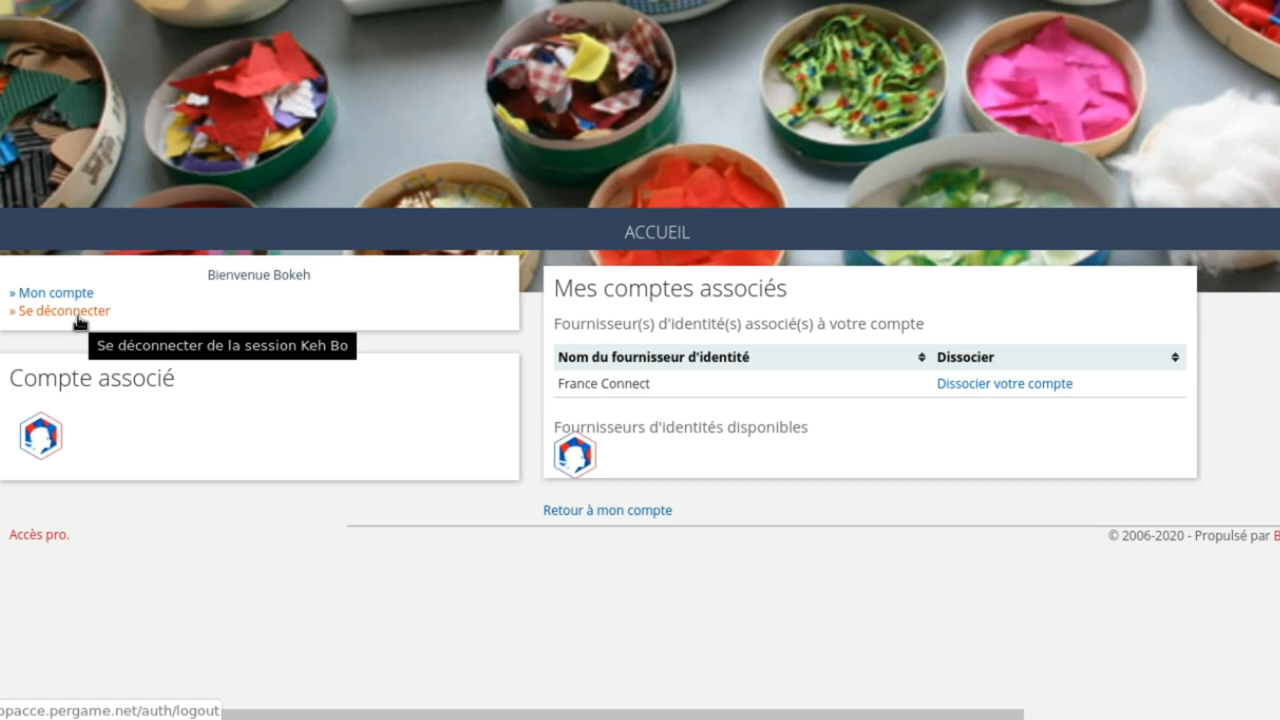 ACCUEIL
Bienvenue Bokeh
» Mon compte
» Se déconnecter
Se déconnecter de la session Keh Bo
Compte associé
Mes comptes associés
Fournisseur(s) d'identité(s) associé(s) à votre compte
Nom du fournisseur d'identité Dissocier
France Connect Dissocier votre compte
Fournisseurs d'identités disponibles
Retour à mon compte
Accès pro.
© 2006-2020 - Propulsé par B
opacce.pergame.net/auth/logout